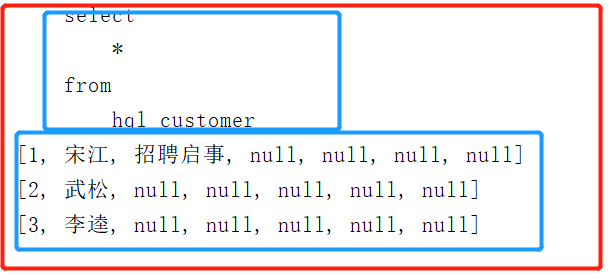 select
*
from
hql_customer
[1, 宋江, 招聘启事, null, null, null, null]
[2, 武松, null, null, null, null, null]
[3, 李逵, null, null, null, null, null]